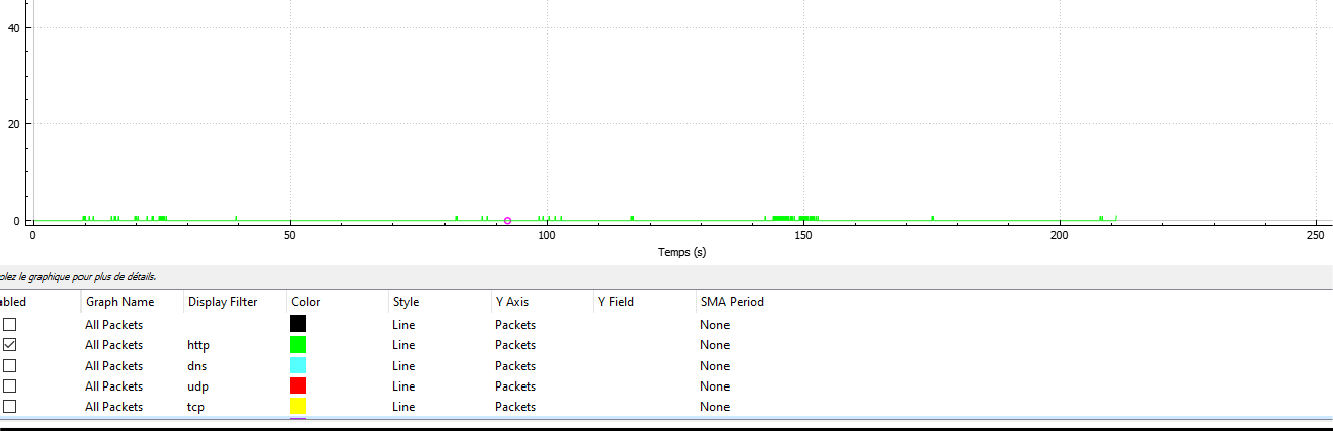 40
20
0
0 50 100 150 200 250
Temps (s)
olez le graphique pour plus de détails.
bled Graph Name Display Filter Color Style Y Axis Y Field SMA Period
All Packets Line Packets None
All Packets http Line Packets None
All Packets dns Line Packets None
All Packets udp Line Packets None
All Packets tcp Line Packets None